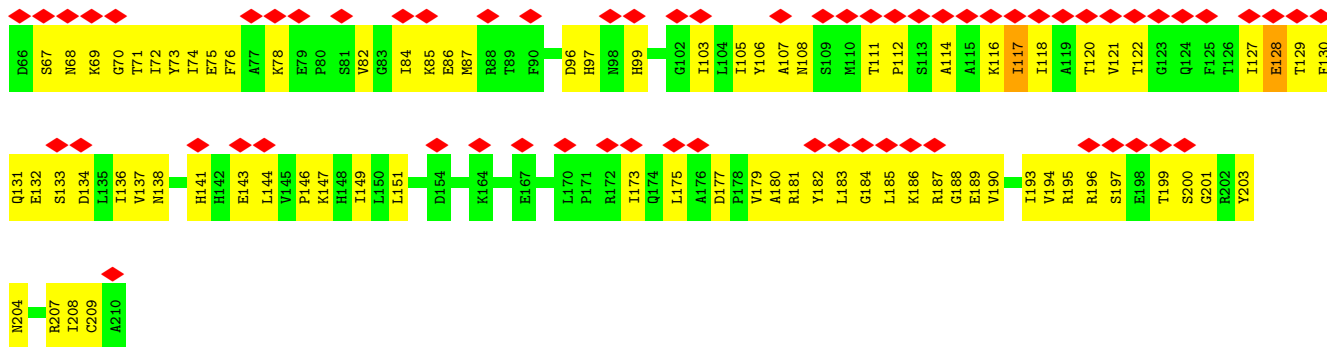 D66 S67 N68 K69 G70 T71 I72 Y73 I74 E75 F76 A77 K78 E79 P80 S81 V82 G83 I84 K85 E86 M87 R88 T89 F90 D96 H97 N98 H99 G102 I103 L104 I105 Y106 A107 N108 S109 M110 T111 P112 S113 A114 A115 K116 I117 I118 A119 T120 V121 T122 G123 Q124 F125 T126 I127 E128 T129 F130
Q131 E132 S133 D134 L135 I136 V137 N138 H141 H142 E143 L144 V145 P146 K147 H148 I149 L150 L151 D154 K164 E167 L170 P171 R172 I173 Q174 L175 A176 D177 P178 V179 A180 R181 Y182 L183 G184 L185 K186 R187 G188 E189 V190 I193 V194 R195 R196 S197 E198 T199 S200 G201 R202 Y203
N204 R207 I208 C209 A210